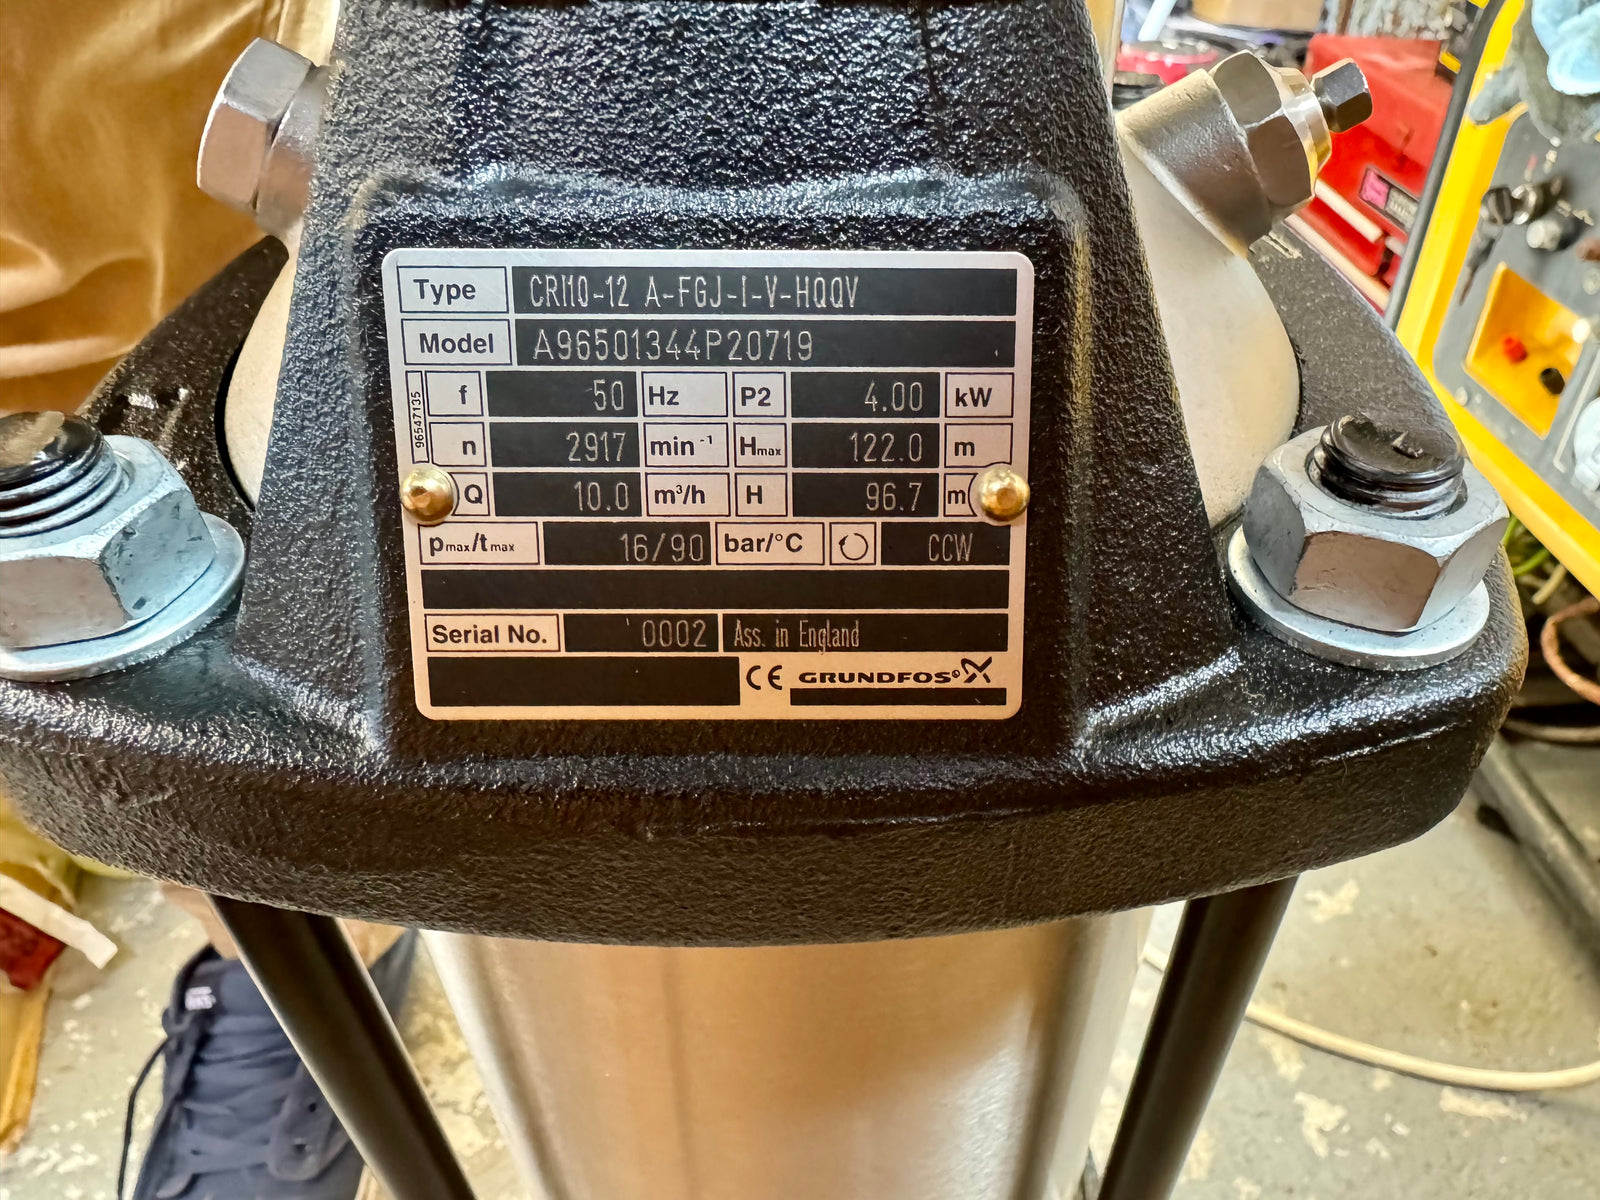 Type CRI10-12 A-FGJ-I-V-HQQV
Model A96501344P20719
96547135
f 50 Hz P2 4.00 kW
n 2917 min⁻¹ Hmax 122.0 m
Q 10.0 m³/h H 96.7 m
pmax/tmax 16/90 bar/°C CCW
Serial No. 0002 Ass. in England
CE GRUNDFOS